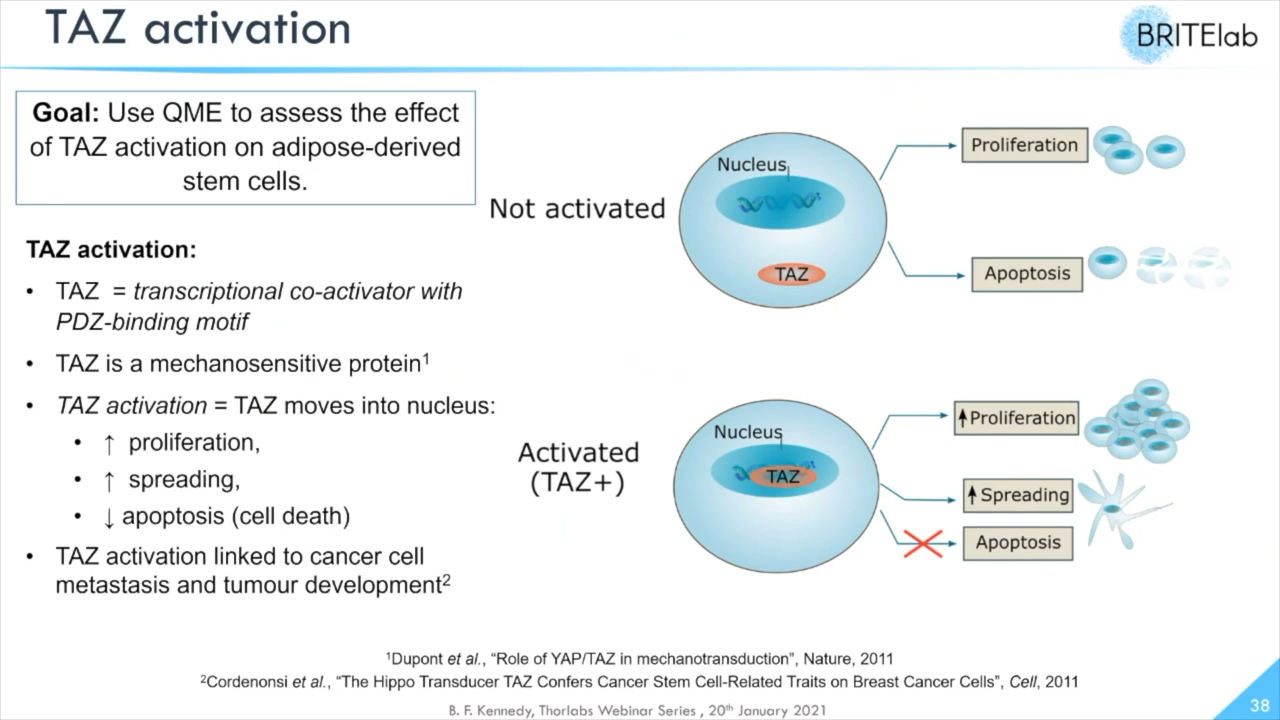 TAZ activation
BRITElab
Goal: Use QME to assess the effect
of TAZ activation on adipose-derived
stem cells.
TAZ activation:
• TAZ = transcriptional co-activator with
PDZ-binding motif
• TAZ is a mechanosensitive protein¹
• TAZ activation = TAZ moves into nucleus:
• ↑ proliferation,
• ↑ spreading,
• ↓ apoptosis (cell death)
• TAZ activation linked to cancer cell
metastasis and tumour development²
Not activated
Nucleus
TAZ
Proliferation
Apoptosis
Activated
(TAZ+)
Nucleus
TAZ
↑Proliferation
↑Spreading
Apoptosis
¹Dupont et al., “Role of YAP/TAZ in mechanotransduction”, Nature, 2011
²Cordenonsi et al., “The Hippo Transducer TAZ Confers Cancer Stem Cell-Related Traits on Breast Cancer Cells”, Cell, 2011
B. F. Kennedy, Thorlabs Webinar Series , 20th January 2021
38